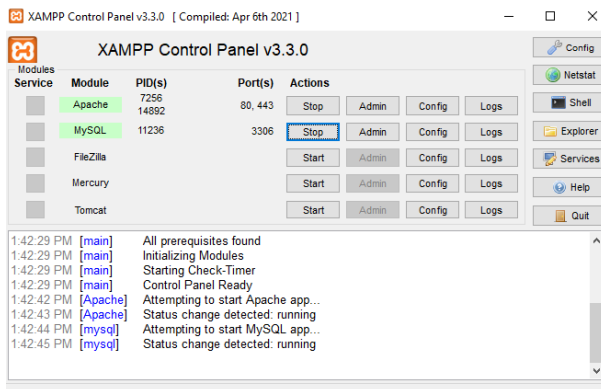 XAMPP Control Panel v3.3.0 [ Compiled: Apr 6th 2021 ]
XAMPP Control Panel v3.3.0
Config
Modules
Service Module PID(s) Port(s) Actions
Netstat
Apache 7256 14892 80, 443 Stop Admin Config Logs
Shell
MySQL 11236 3306 Stop Admin Config Logs
Explorer
FileZilla Start Admin Config Logs
Services
Mercury Start Admin Config Logs
Help
Tomcat Start Admin Config Logs
Quit
1:42:29 PM [main] All prerequisites found
1:42:29 PM [main] Initializing Modules
1:42:29 PM [main] Starting Check-Timer
1:42:29 PM [main] Control Panel Ready
1:42:42 PM [Apache] Attempting to start Apache app...
1:42:43 PM [Apache] Status change detected: running
1:42:44 PM [mysql] Attempting to start MySQL app...
1:42:45 PM [mysql] Status change detected: running